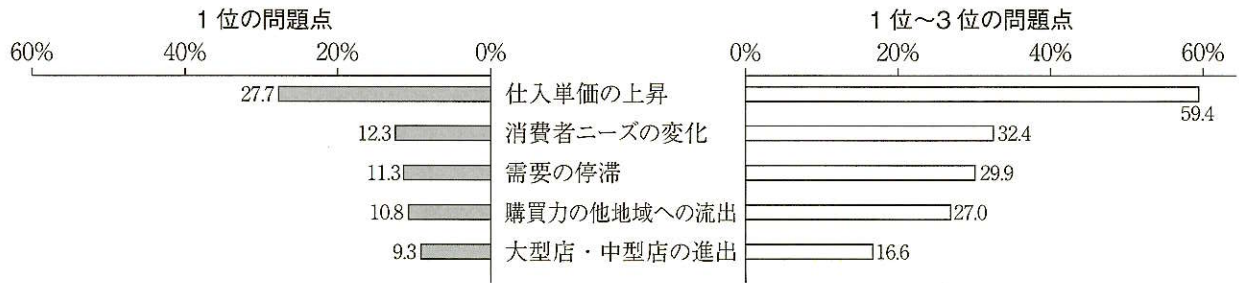 1位の問題点 1位~3位の問題点
60% 40% 20% 0% 0% 20% 40% 60%
27.7 仕入単価の上昇 59.4
12.3 消費者ニーズの変化 32.4
11.3 需要の停滞 29.9
10.8 購買力の他地域への流出 27.0
9.3 大型店・中型店の進出 16.6